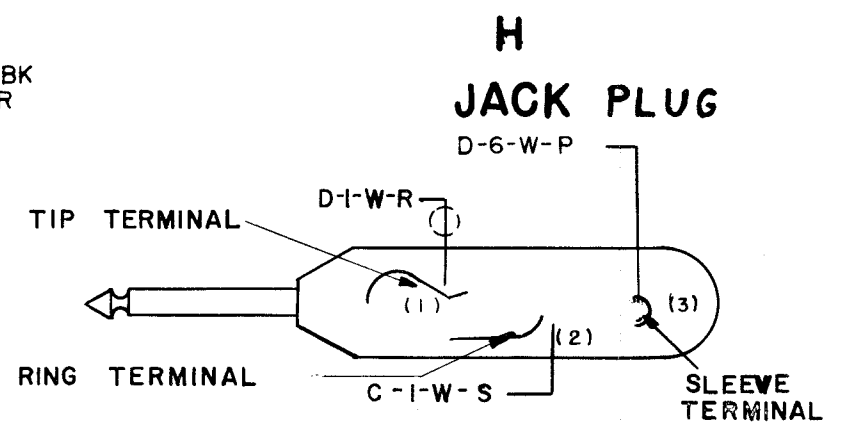 H
BK
R
JACK PLUG
D-6-W-P
D-1-W-R
TIP TERMINAL
(1)
(3)
(2)
RING TERMINAL
C-1-W-S
SLEEVE
TERMINAL